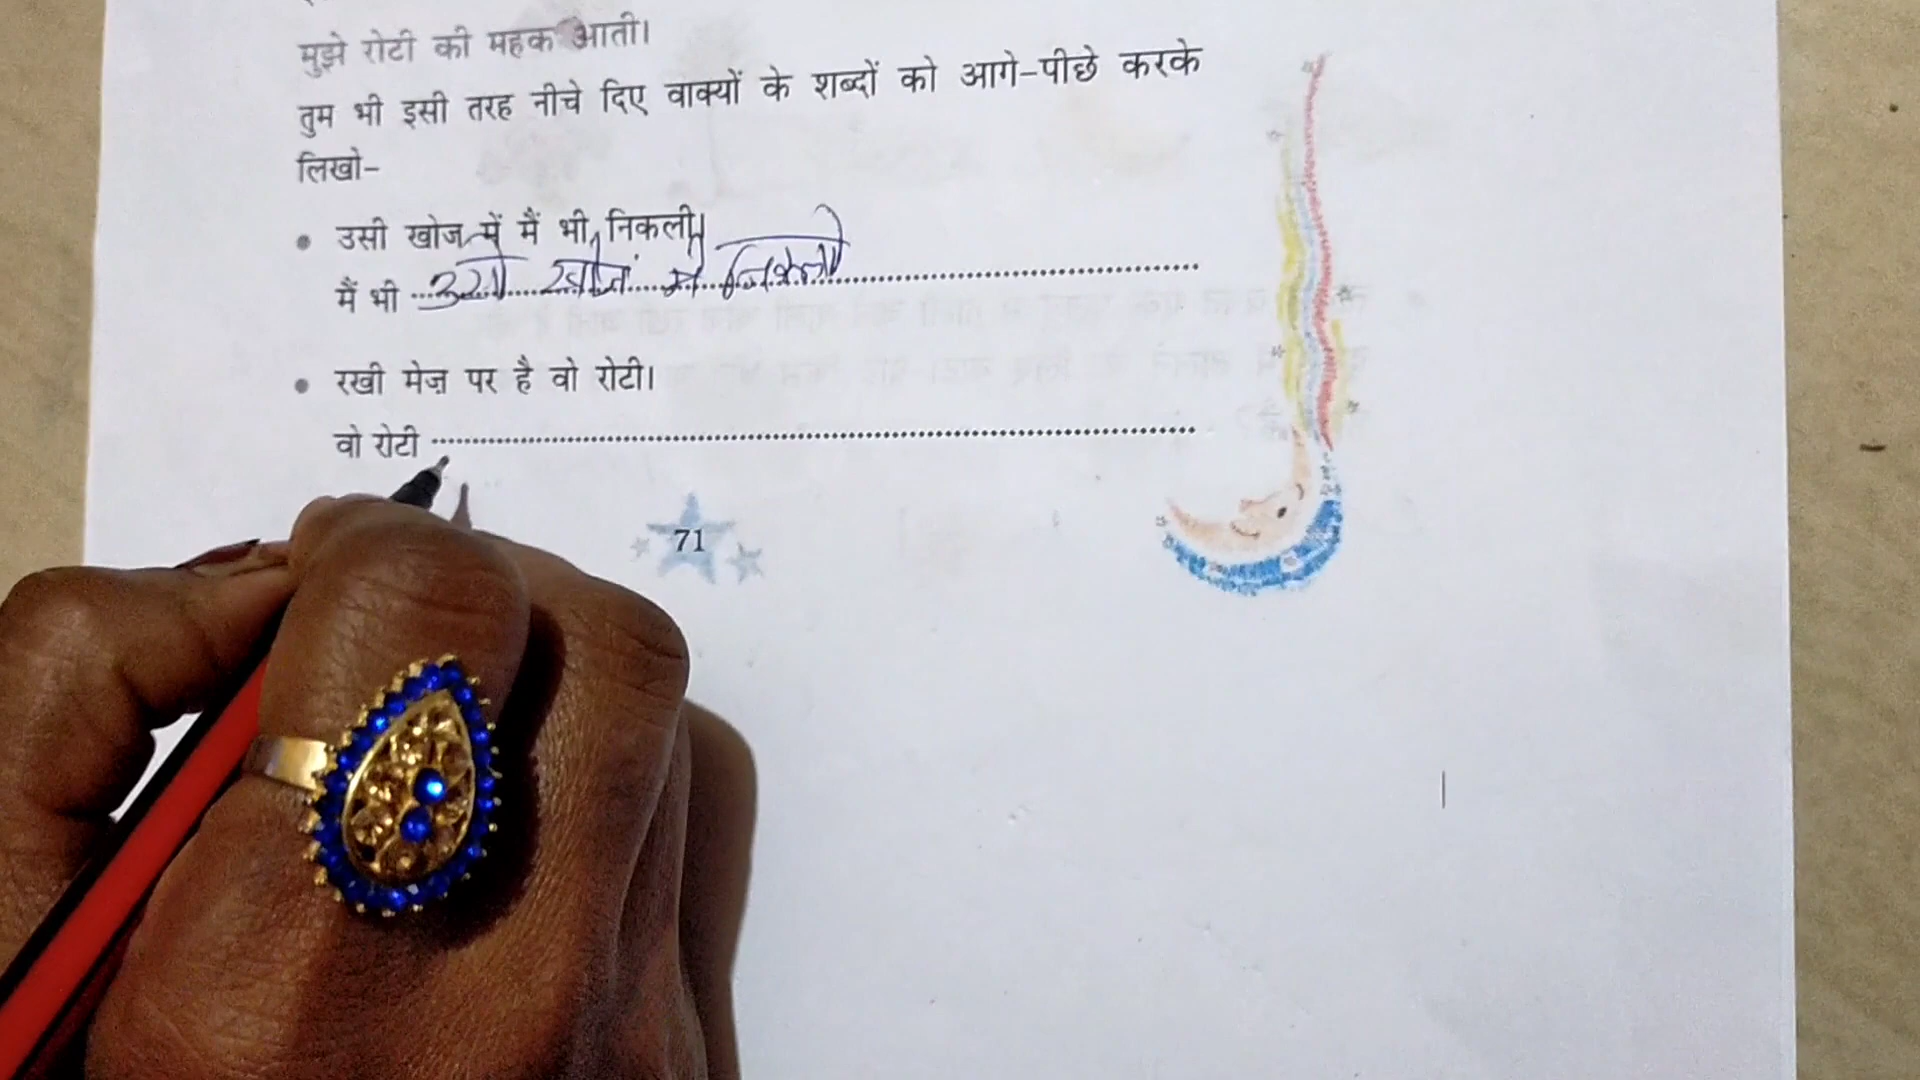 मुझे रोटी की महक आती।
तुम भी इसी तरह नीचे दिए वाक्यों के शब्दों को आगे-पीछे करके
लिखो-
• उसी खोज में मैं भी निकली।
मैं भी उसी खोज में निकली
• रखी मेज़ पर है वो रोटी।
वो रोटी
71